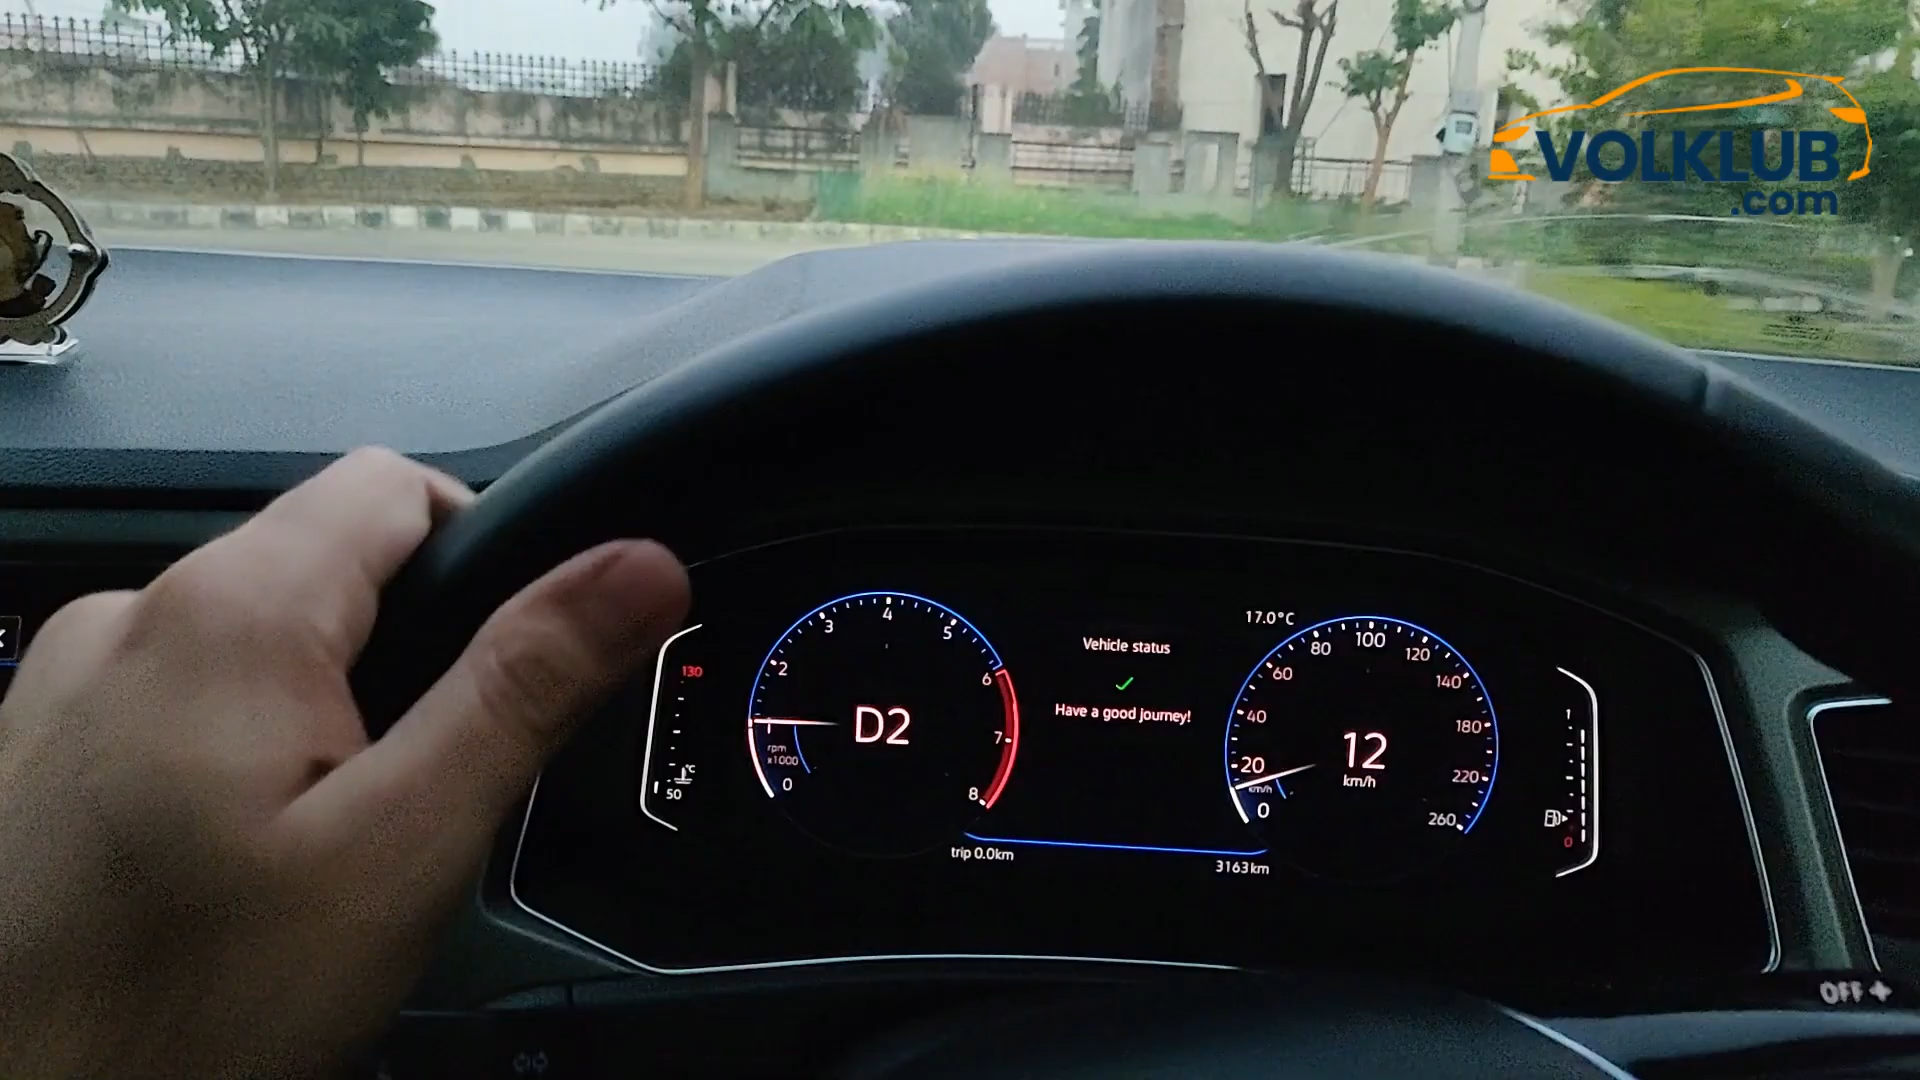 VOLKLUB
.com
130
°C
50
0
1
2
3
4
5
6
7
8
rpm
x1000
D2
Vehicle status
Have a good journey!
17.0°C
0
20
40
60
80
100
120
140
180
220
260
km/h
12
km/h
1
0
trip 0.0km
3163km
OFF +